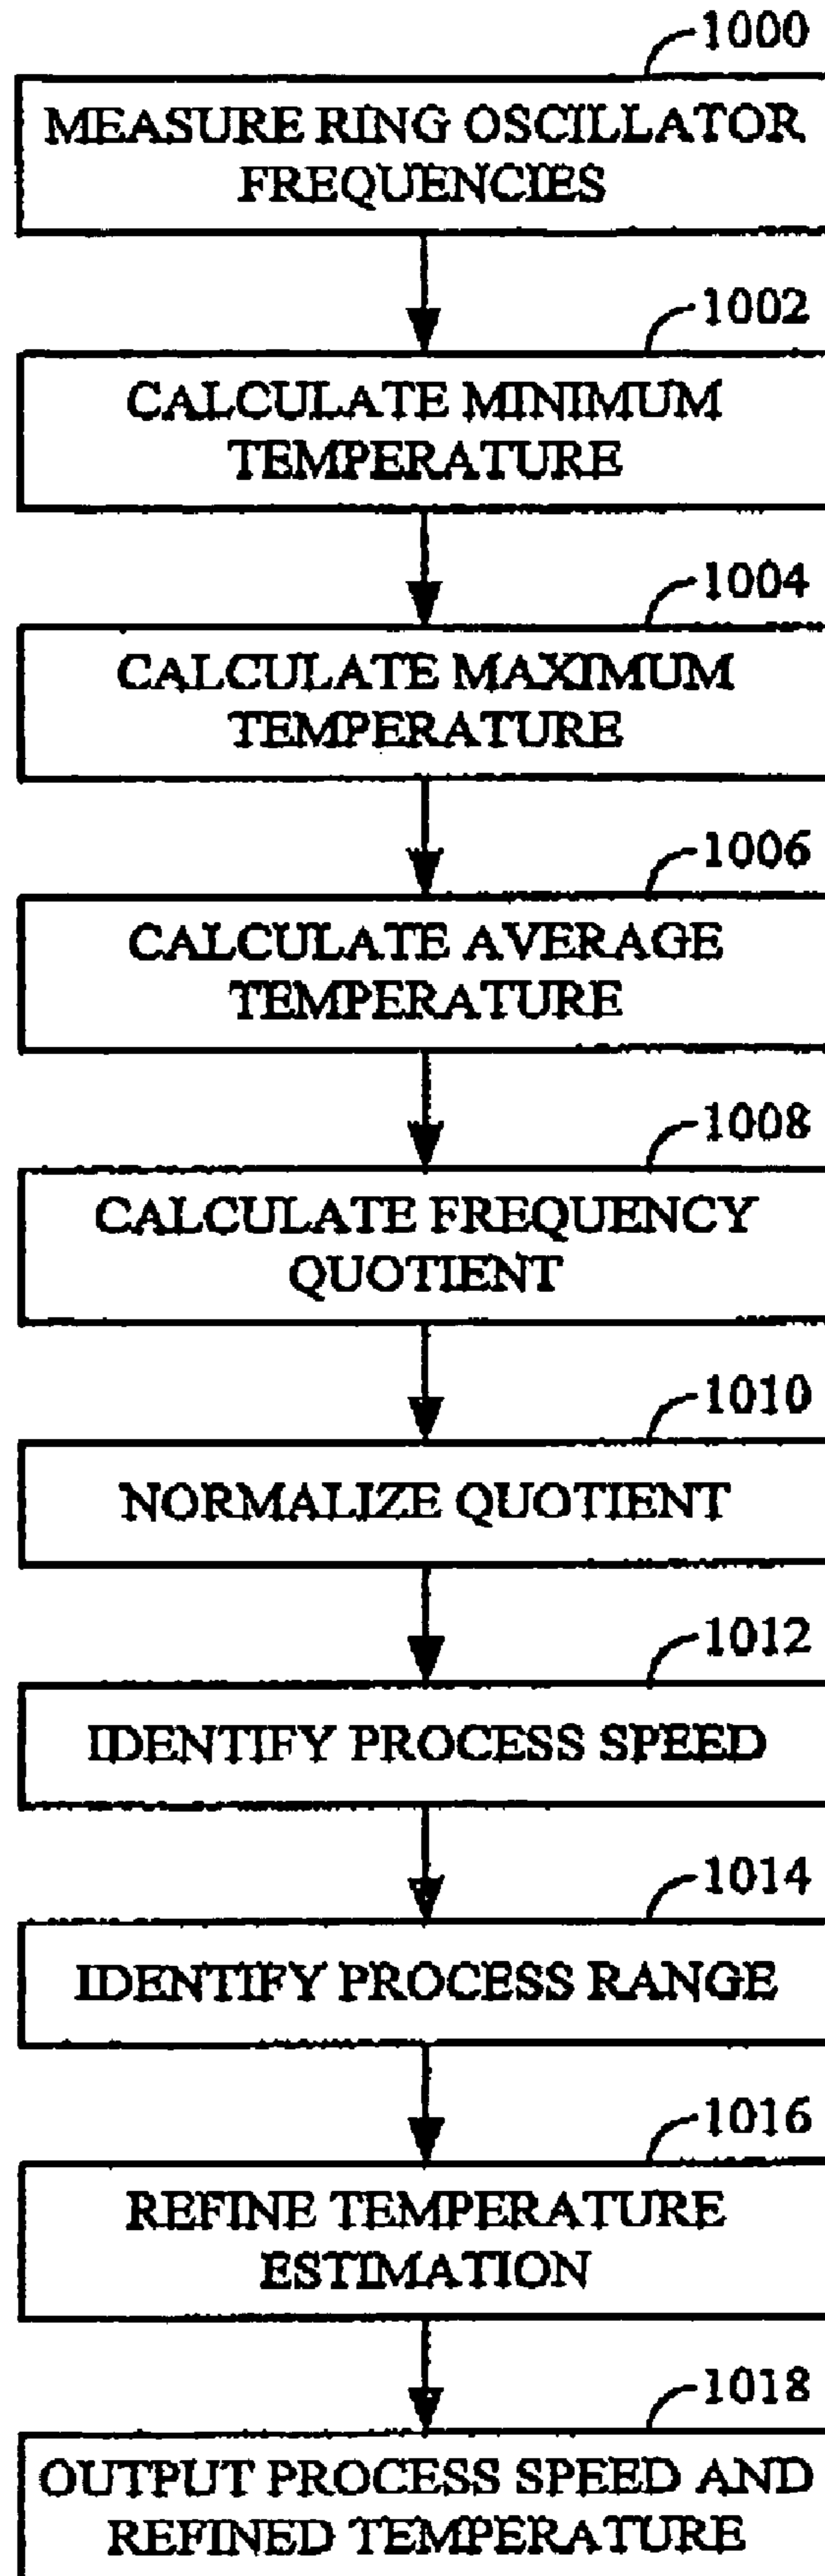 1000
MEASURE RING OSCILLATOR
FREQUENCIES
1002
CALCULATE MINIMUM
TEMPERATURE
1004
CALCULATE MAXIMUM
TEMPERATURE
1006
CALCULATE AVERAGE
TEMPERATURE
1008
CALCULATE FREQUENCY
QUOTIENT
1010
NORMALIZE QUOTIENT
1012
IDENTIFY PROCESS SPEED
1014
IDENTIFY PROCESS RANGE
1016
REFINE TEMPERATURE
ESTIMATION
1018
OUTPUT PROCESS SPEED AND
REFINED TEMPERATURE